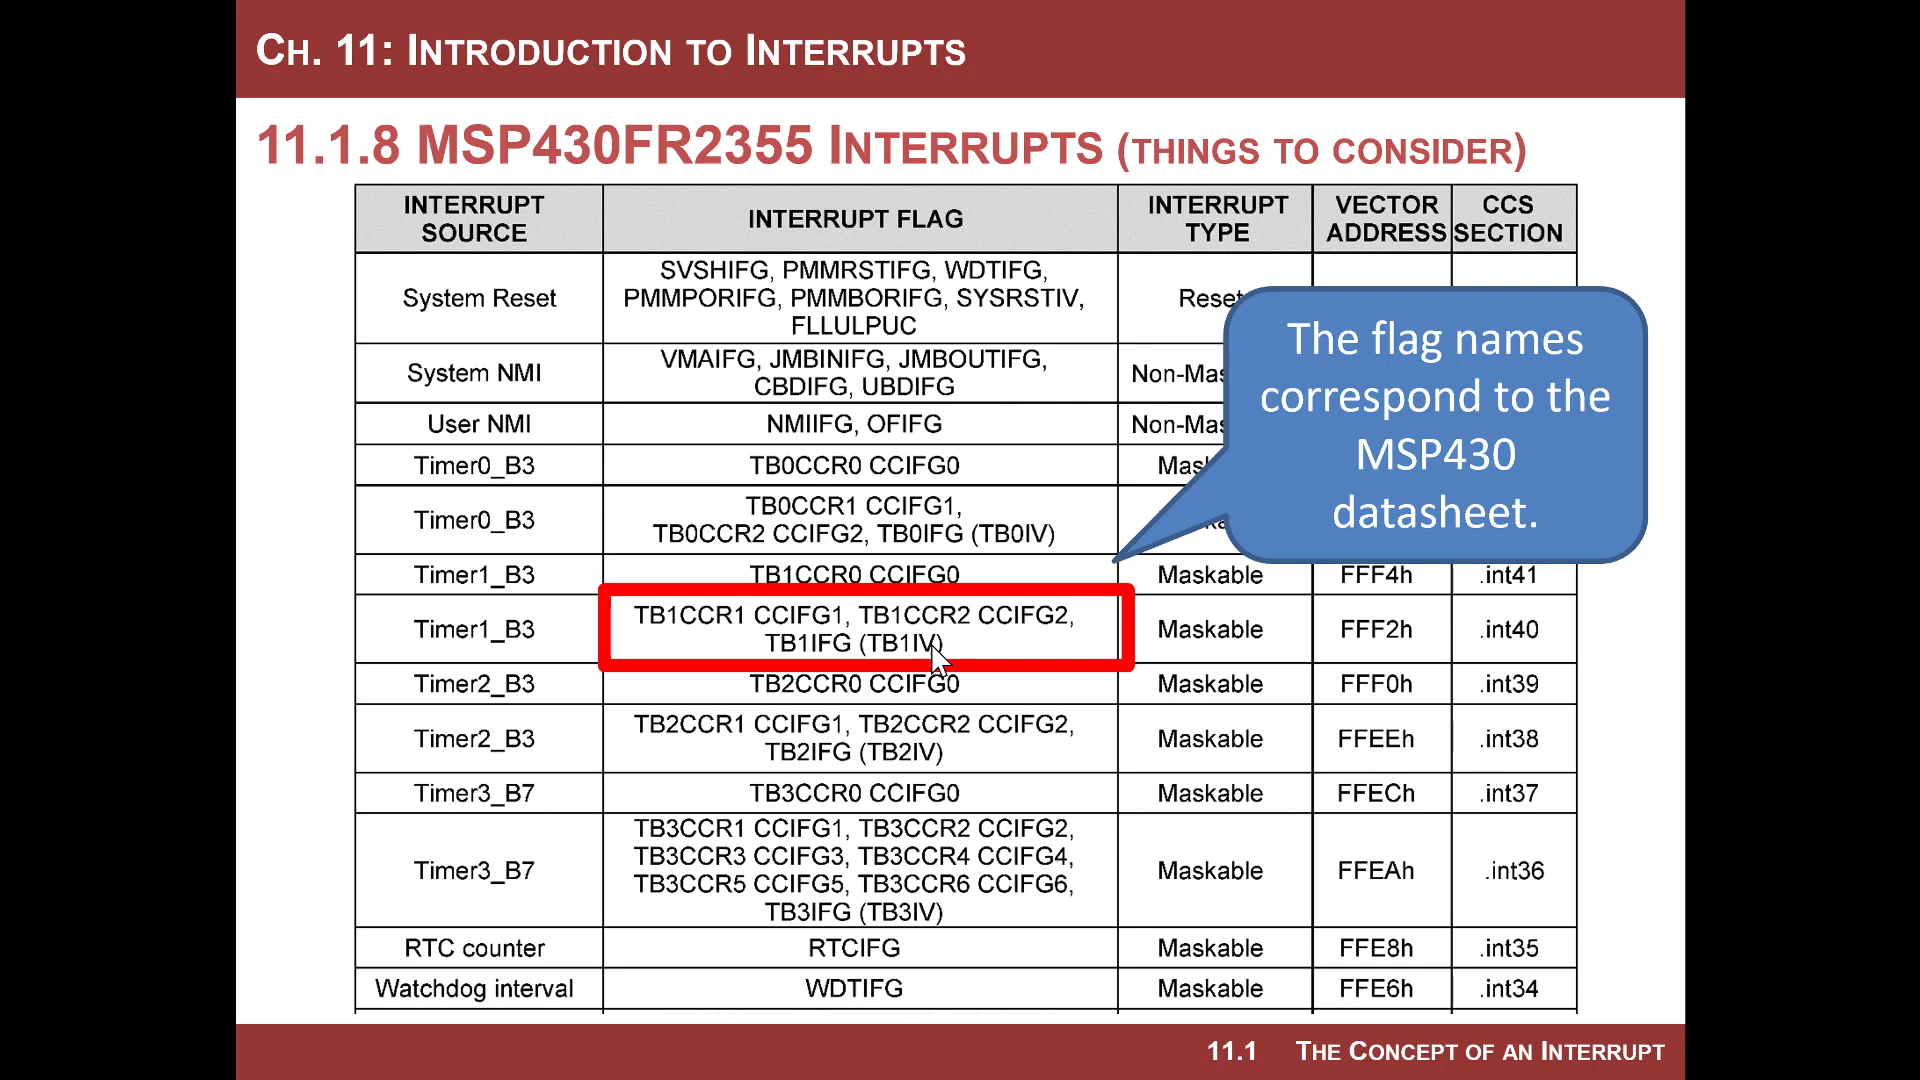 CH. 11: INTRODUCTION TO INTERRUPTS
11.1.8 MSP430FR2355 INTERRUPTS (THINGS TO CONSIDER)
INTERRUPT SOURCE INTERRUPT FLAG INTERRUPT TYPE VECTOR ADDRESS CCS SECTION
System Reset SVSHIFG, PMMRSTIFG, WDTIFG,
PMMPORIFG, PMMBORIFG, SYSRSTIV,
FLLULPUC Reset
System NMI VMAIFG, JMBINIFG, JMBOUTIFG,
CBDIFG, UBDIFG Non-Mas
User NMI NMIIFG, OFIFG Non-Mas
Timer0_B3 TB0CCR0 CCIFG0 Mas
Timer0_B3 TB0CCR1 CCIFG1,
TB0CCR2 CCIFG2, TB0IFG (TB0IV)
Timer1_B3 TB1CCR0 CCIFG0 Maskable FFF4h .int41
Timer1_B3 TB1CCR1 CCIFG1, TB1CCR2 CCIFG2,
TB1IFG (TB1IV) Maskable FFF2h .int40
Timer2_B3 TB2CCR0 CCIFG0 Maskable FFF0h .int39
Timer2_B3 TB2CCR1 CCIFG1, TB2CCR2 CCIFG2,
TB2IFG (TB2IV) Maskable FFEEh .int38
Timer3_B7 TB3CCR0 CCIFG0 Maskable FFECh .int37
Timer3_B7 TB3CCR1 CCIFG1, TB3CCR2 CCIFG2,
TB3CCR3 CCIFG3, TB3CCR4 CCIFG4,
TB3CCR5 CCIFG5, TB3CCR6 CCIFG6,
TB3IFG (TB3IV) Maskable FFEAh .int36
RTC counter RTCIFG Maskable FFE8h .int35
Watchdog interval WDTIFG Maskable FFE6h .int34
The flag names
correspond to the
MSP430
datasheet.
11.1 THE CONCEPT OF AN INTERRUPT